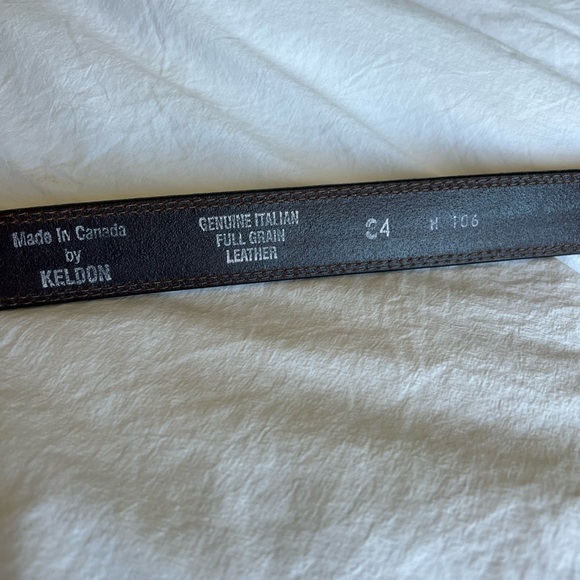 Made In Canada
by
KELDON
GENUINE ITALIAN
FULL GRAIN
LEATHER
34 M 106